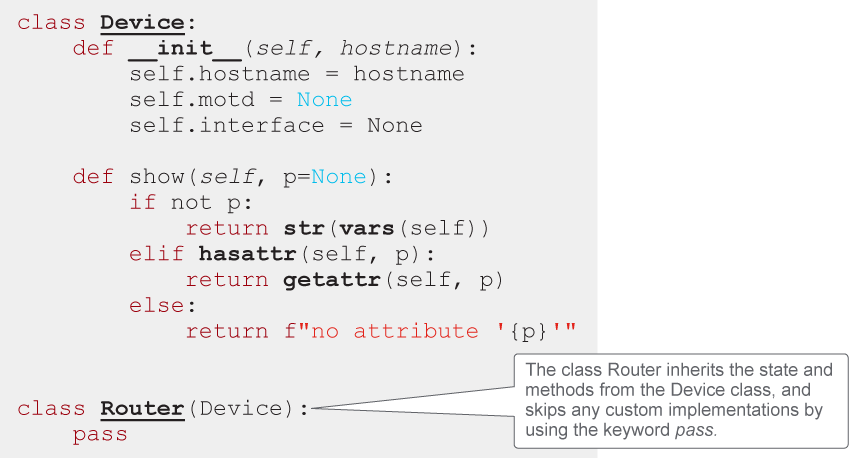 class Device:
    def __init__(self, hostname):
        self.hostname = hostname
        self.motd = None
        self.interface = None

    def show(self, p=None):
        if not p:
            return str(vars(self))
        elif hasattr(self, p):
            return getattr(self, p)
        else:
            return f"no attribute '{p}'"

class Router(Device):
    pass
The class Router inherits the state and
methods from the Device class, and
skips any custom implementations by
using the keyword pass.